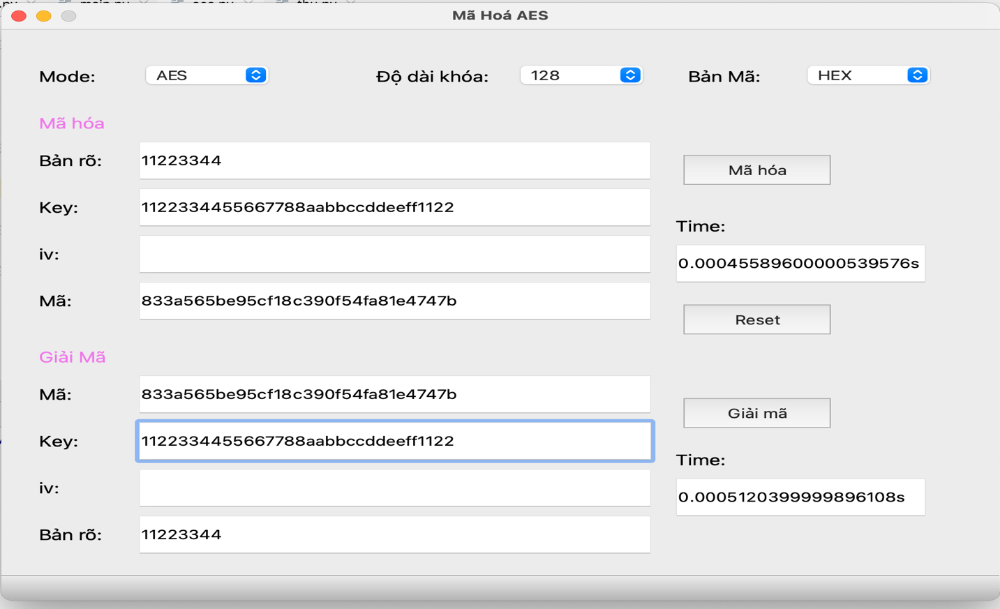 Mã Hoá AES
Mode: AES Độ dài khóa: 128 Bản Mã: HEX
Mã hóa
Bản rõ: 11223344
Mã hóa
Key: 1122334455667788aabbccddeeff1122
Time:
iv:
0.00045589600000539576s
Mã: 833a565be95cf18c390f54fa81e4747b
Reset
Giải Mã
Mã: 833a565be95cf18c390f54fa81e4747b
Giải mã
Key: 1122334455667788aabbccddeeff1122
Time:
iv:
0.0005120399999896108s
Bản rõ: 11223344